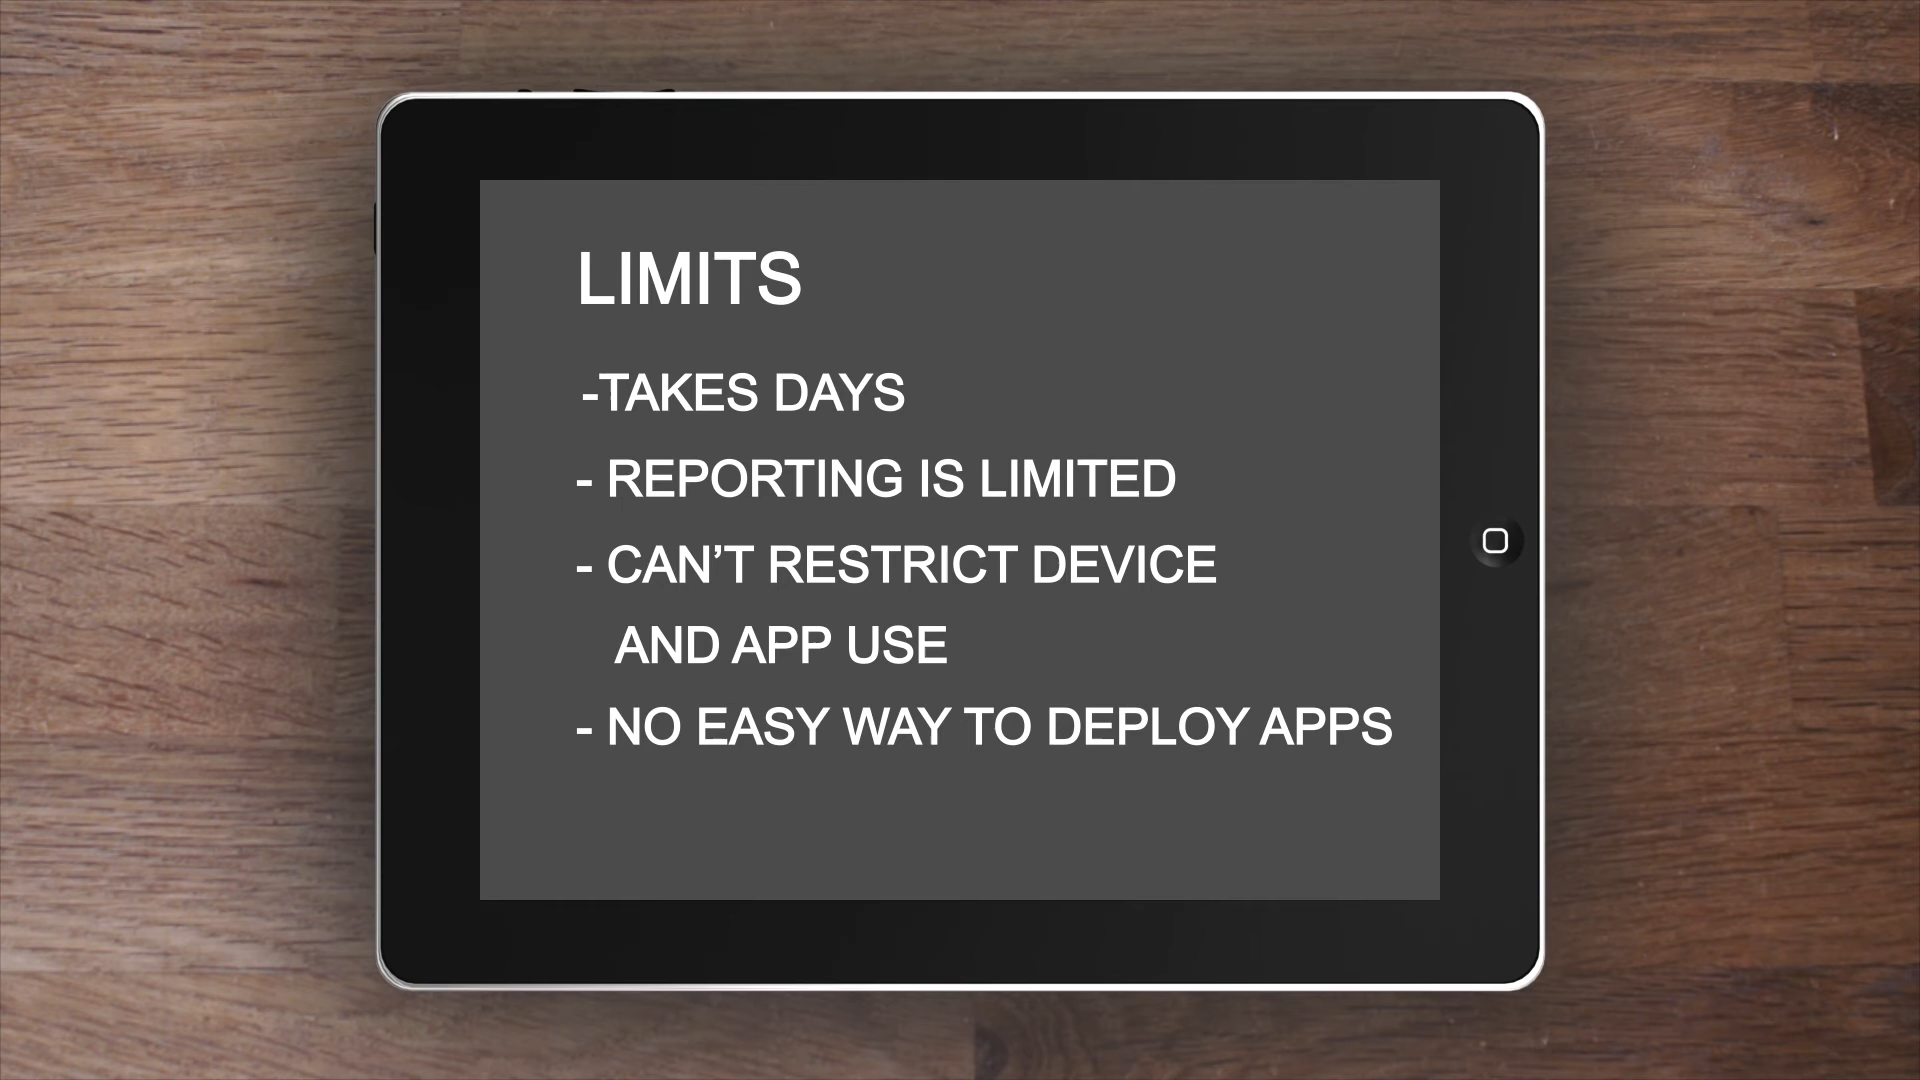 LIMITS
-TAKES DAYS
- REPORTING IS LIMITED
- CAN’T RESTRICT DEVICE
AND APP USE
- NO EASY WAY TO DEPLOY APPS